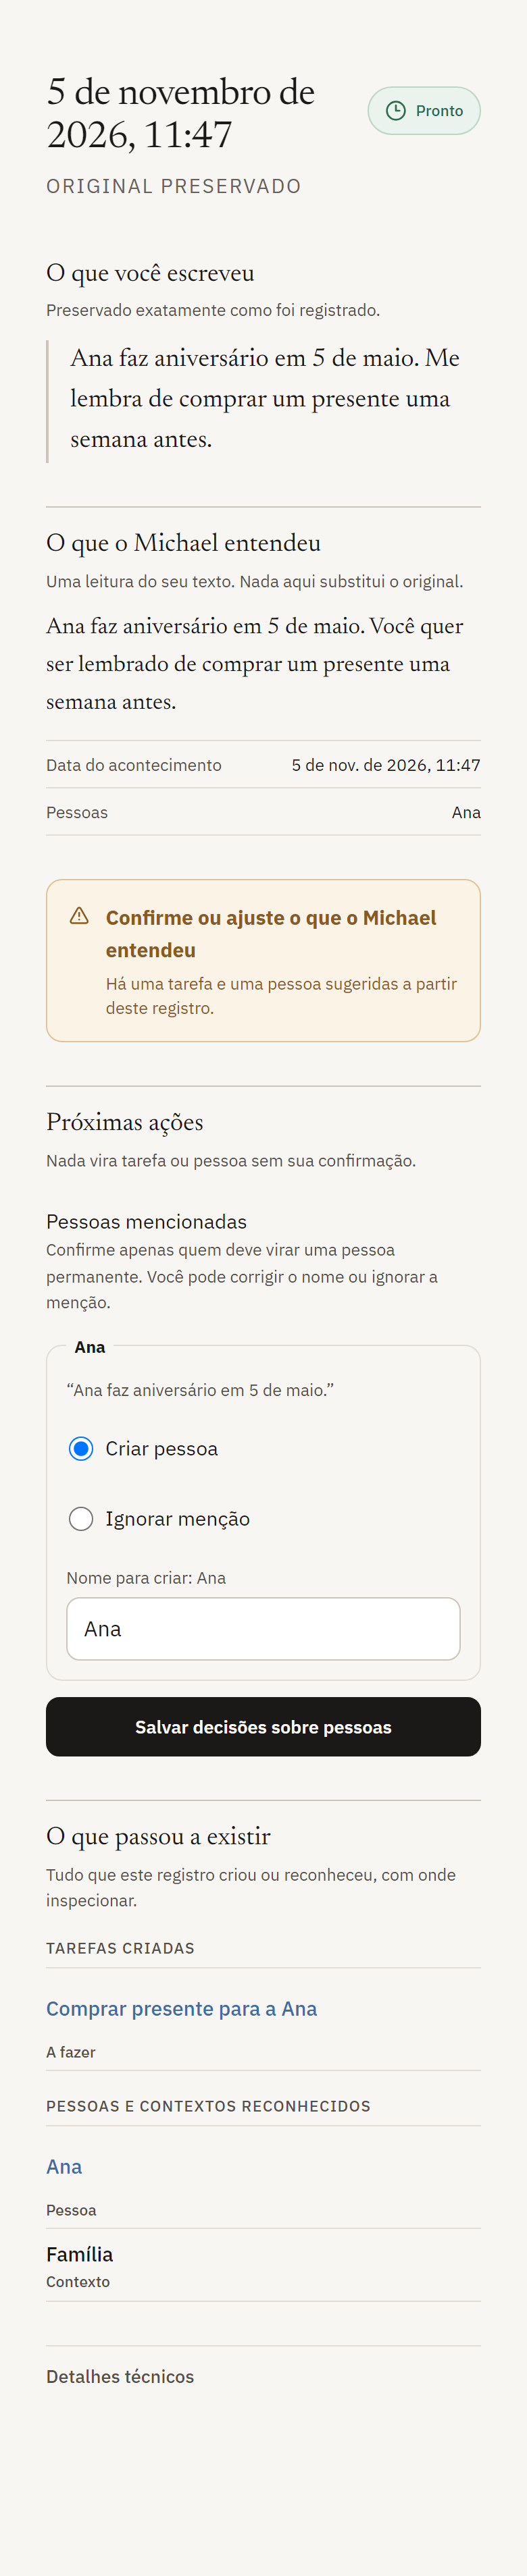 5 de novembro de
2026, 11:47
Pronto
ORIGINAL PRESERVADO
O que você escreveu
Preservado exatamente como foi registrado.
Ana faz aniversário em 5 de maio. Me
lembra de comprar um presente uma
semana antes.
O que o Michael entendeu
Uma leitura do seu texto. Nada aqui substitui o original.
Ana faz aniversário em 5 de maio. Você quer
ser lembrado de comprar um presente uma
semana antes.
Data do acontecimento 5 de nov. de 2026, 11:47
Pessoas Ana
Confirme ou ajuste o que o Michael
entendeu
Há uma tarefa e uma pessoa sugeridas a partir
deste registro.
Próximas ações
Nada vira tarefa ou pessoa sem sua confirmação.
Pessoas mencionadas
Confirme apenas quem deve virar uma pessoa
permanente. Você pode corrigir o nome ou ignorar a
menção.
Ana
“Ana faz aniversário em 5 de maio.”
Criar pessoa
Ignorar menção
Nome para criar: Ana
Ana
Salvar decisões sobre pessoas
O que passou a existir
Tudo que este registro criou ou reconheceu, com onde
inspecionar.
TAREFAS CRIADAS
Comprar presente para a Ana
A fazer
PESSOAS E CONTEXTOS RECONHECIDOS
Ana
Pessoa
Família
Contexto
Detalhes técnicos